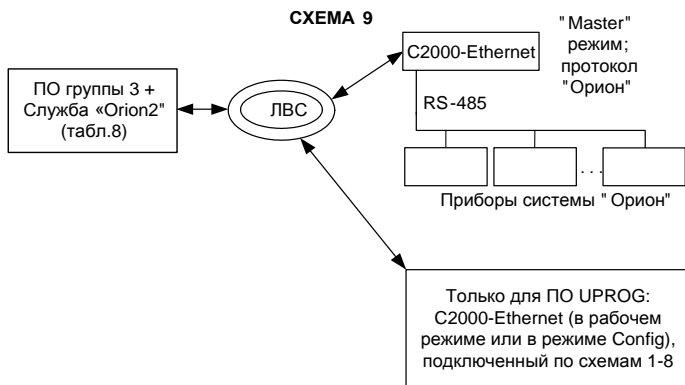 СХЕМА 9
ПО группы 3 +
Служба «Orion2"
(табл.8)
ЛВС
C2000-Ethernet
"Master"
режим;
протокол
"Орион"
RS-485
...
Приборы системы "Орион"
Только для ПО UPROG:
C2000-Ethernet (в рабочем
режиме или в режиме Config),
подключенный по схемам 1-8